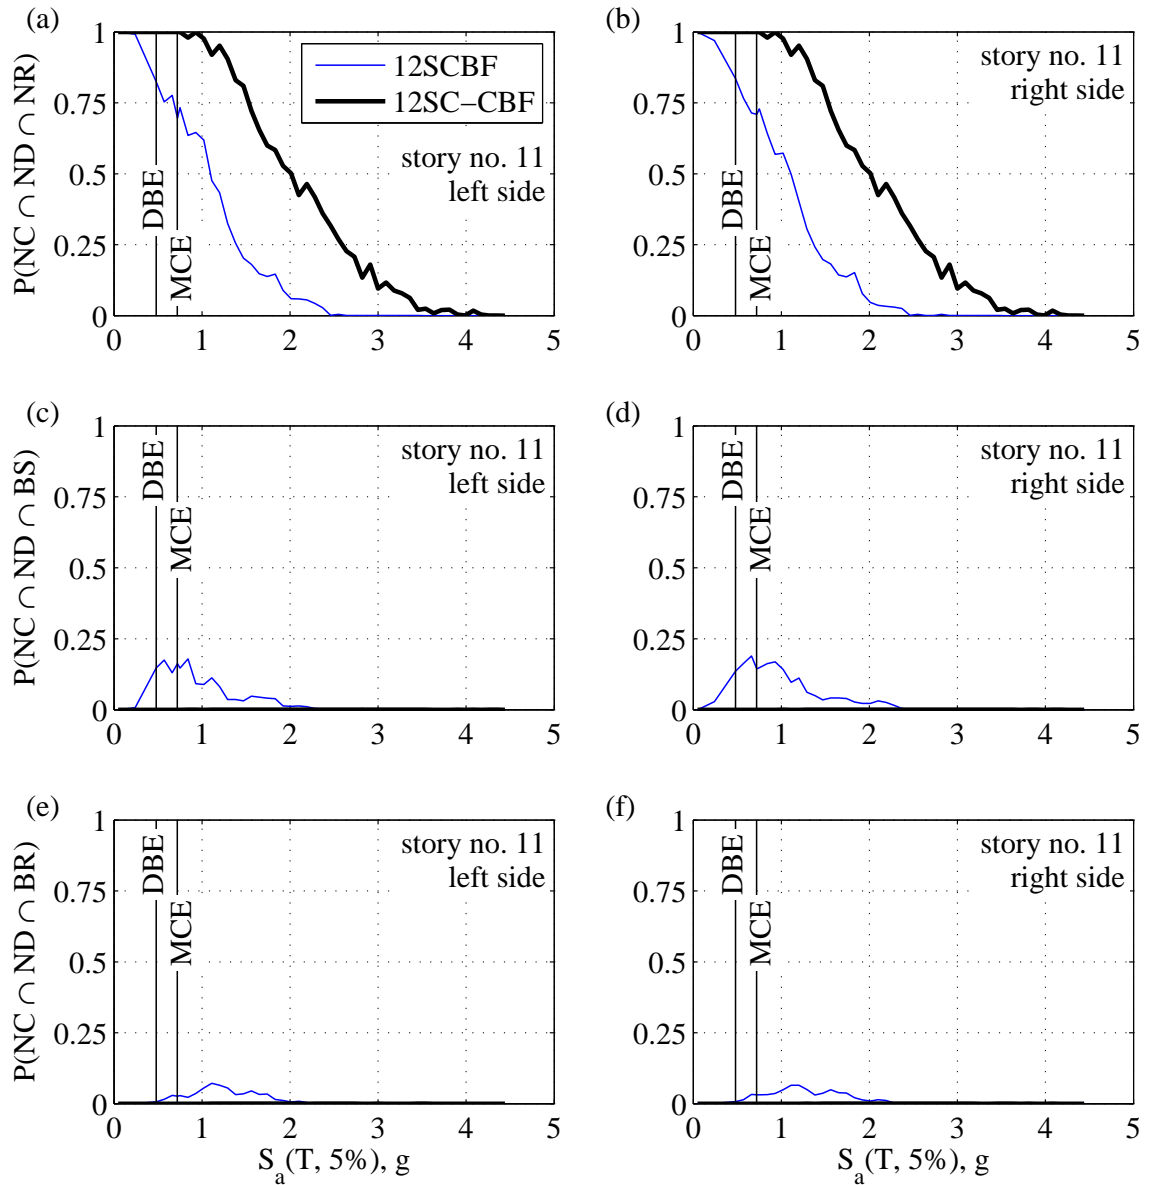 (a)
P(NC ∩ ND ∩ NR)
1
0.75
0.5
0.25
0
0 1 2 3 4 5
DBE
MCE
12SCBF
12SC−CBF
story no. 11
left side
(b)
1
0.75
0.5
0.25
0
0 1 2 3 4 5
DBE
MCE
story no. 11
right side
(c)
P(NC ∩ ND ∩ BS)
1
0.75
0.5
0.25
0
0 1 2 3 4 5
DBE
MCE
story no. 11
left side
(d)
1
0.75
0.5
0.25
0
0 1 2 3 4 5
DBE
MCE
story no. 11
right side
(e)
P(NC ∩ ND ∩ BR)
1
0.75
0.5
0.25
0
0 1 2 3 4 5
DBE
MCE
story no. 11
left side
S_a(T, 5%), g
(f)
1
0.75
0.5
0.25
0
0 1 2 3 4 5
DBE
MCE
story no. 11
right side
S_a(T, 5%), g